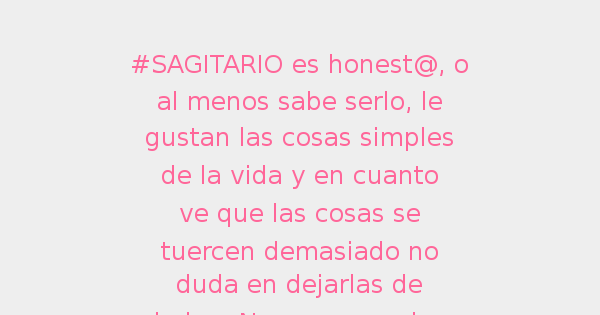 #SAGITARIO es honest@, o
al menos sabe serlo, le
gustan las cosas simples
de la vida y en cuanto
ve que las cosas se
tuercen demasiado no
duda en dejarlas de